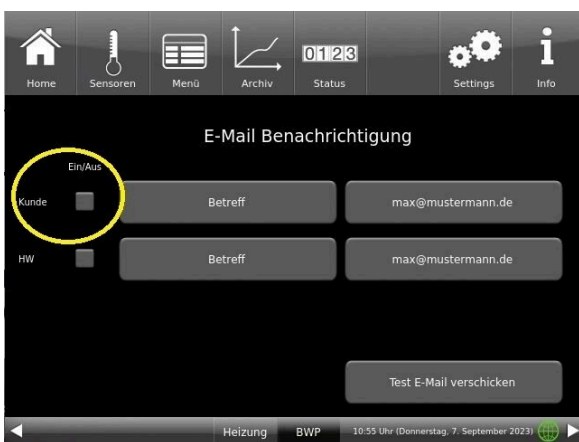 0123
Home Sensoren Menü Archiv Status Settings Info
E-Mail Benachrichtigung
Ein/Aus
Kunde Betreff max@mustermann.de
HW Betreff max@mustermann.de
Test E-Mail verschicken
Heizung BWP 10:55 Uhr (Donnerstag, 7. September 2023)